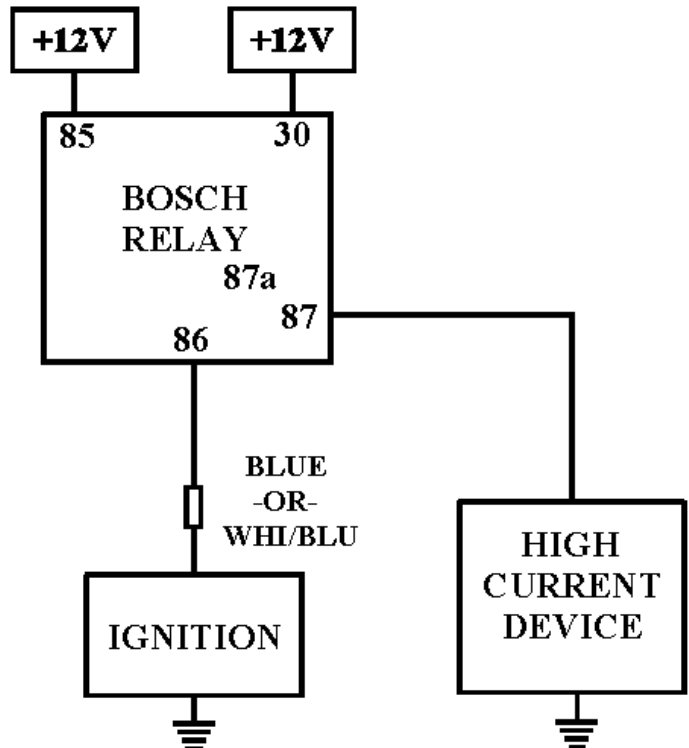 +12V
+12V
85
30
BOSCH
RELAY
87a
87
86
BLUE
-OR-
WHI/BLU
IGNITION
HIGH
CURRENT
DEVICE